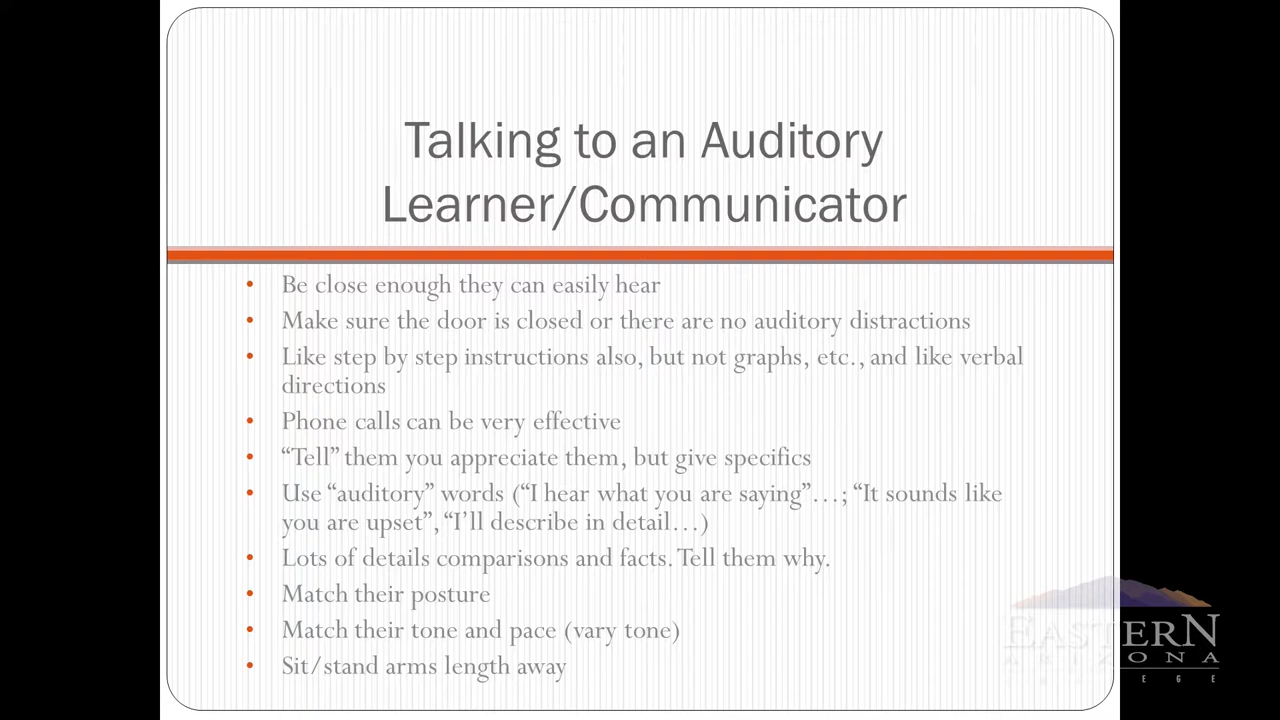 Talking to an Auditory
Learner/Communicator
• Be close enough they can easily hear
• Make sure the door is closed or there are no auditory distractions
• Like step by step instructions also, but not graphs, etc., and like verbal
directions
• Phone calls can be very effective
• “Tell” them you appreciate them, but give specifics
• Use “auditory” words (“I hear what you are saying”…; “It sounds like
you are upset”, “I’ll describe in detail…)
• Lots of details comparisons and facts. Tell them why.
• Match their posture
• Match their tone and pace (vary tone)
• Sit/stand arms length away
EASTERN
ARIZONA